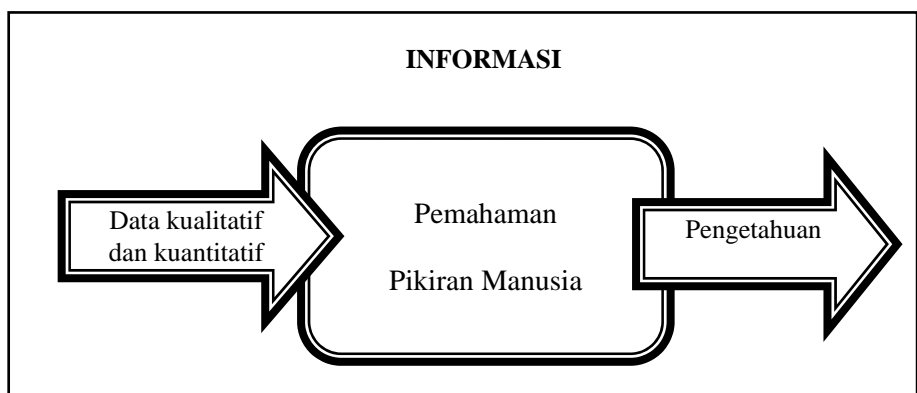 INFORMASI
Data kualitatif
dan kuantitatif
Pemahaman
Pikiran Manusia
Pengetahuan